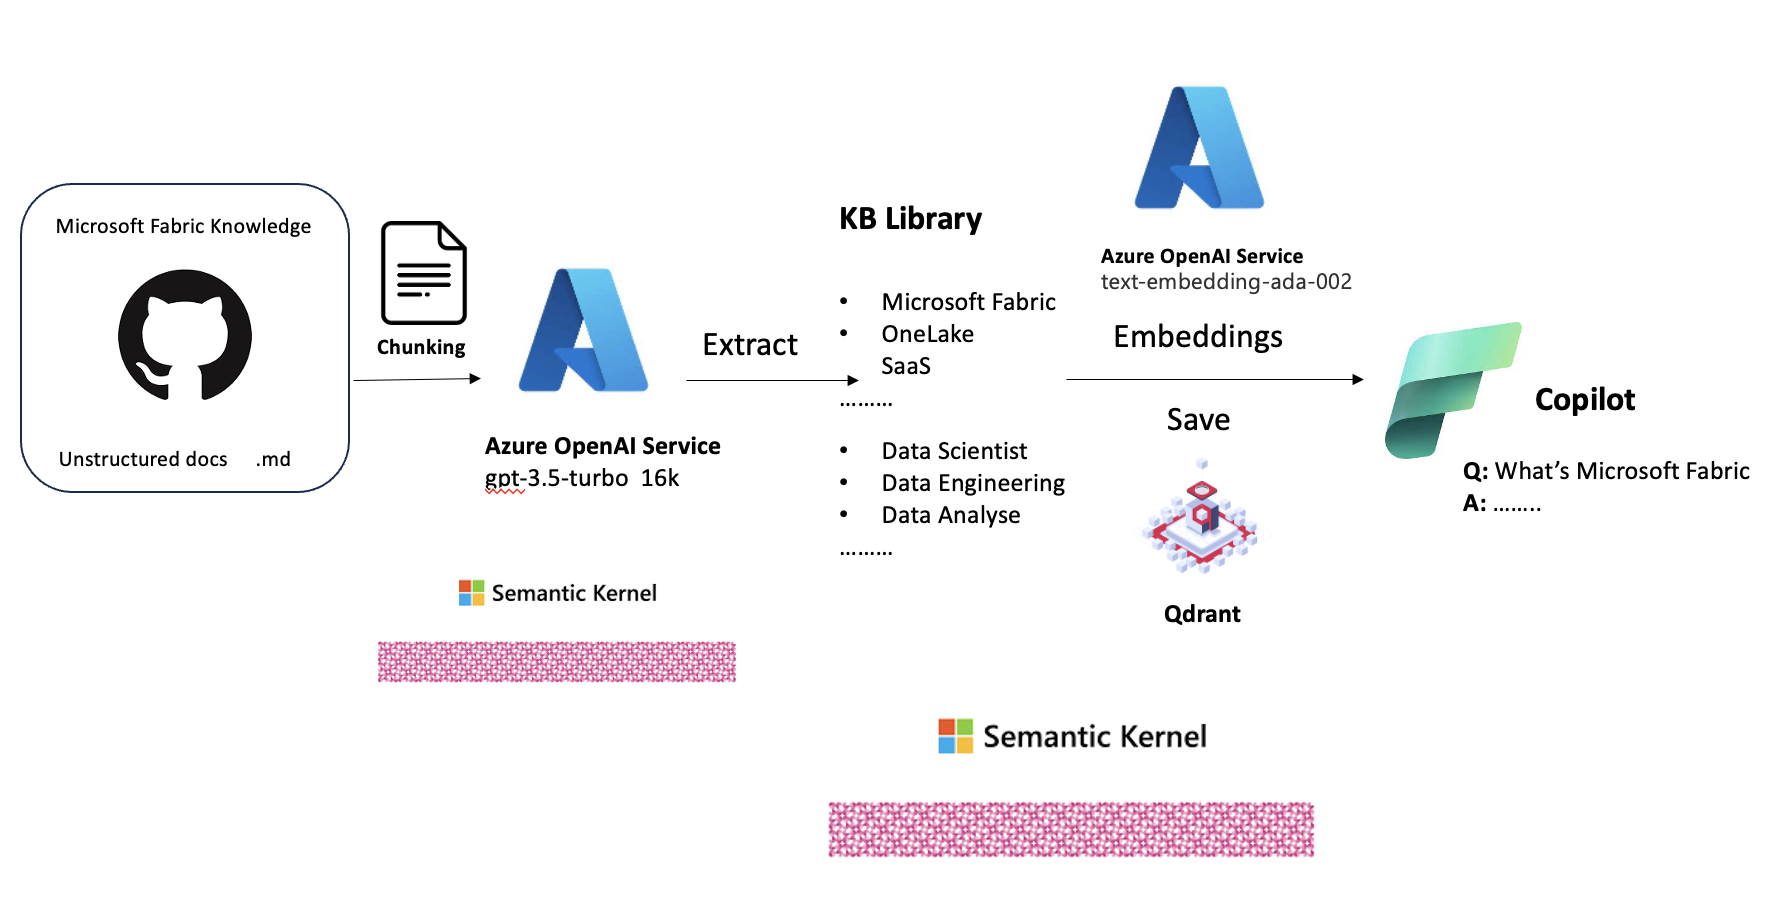 Microsoft Fabric Knowledge
Unstructured docs .md
Chunking
Azure OpenAI Service
gpt-3.5-turbo 16k
Semantic Kernel
Extract
KB Library
• Microsoft Fabric
• OneLake
SaaS
.........
• Data Scientist
• Data Engineering
• Data Analyse
.........
Azure OpenAI Service
text-embedding-ada-002
Embeddings
Save
Qdrant
Semantic Kernel
Copilot
Q: What’s Microsoft Fabric
A: ........